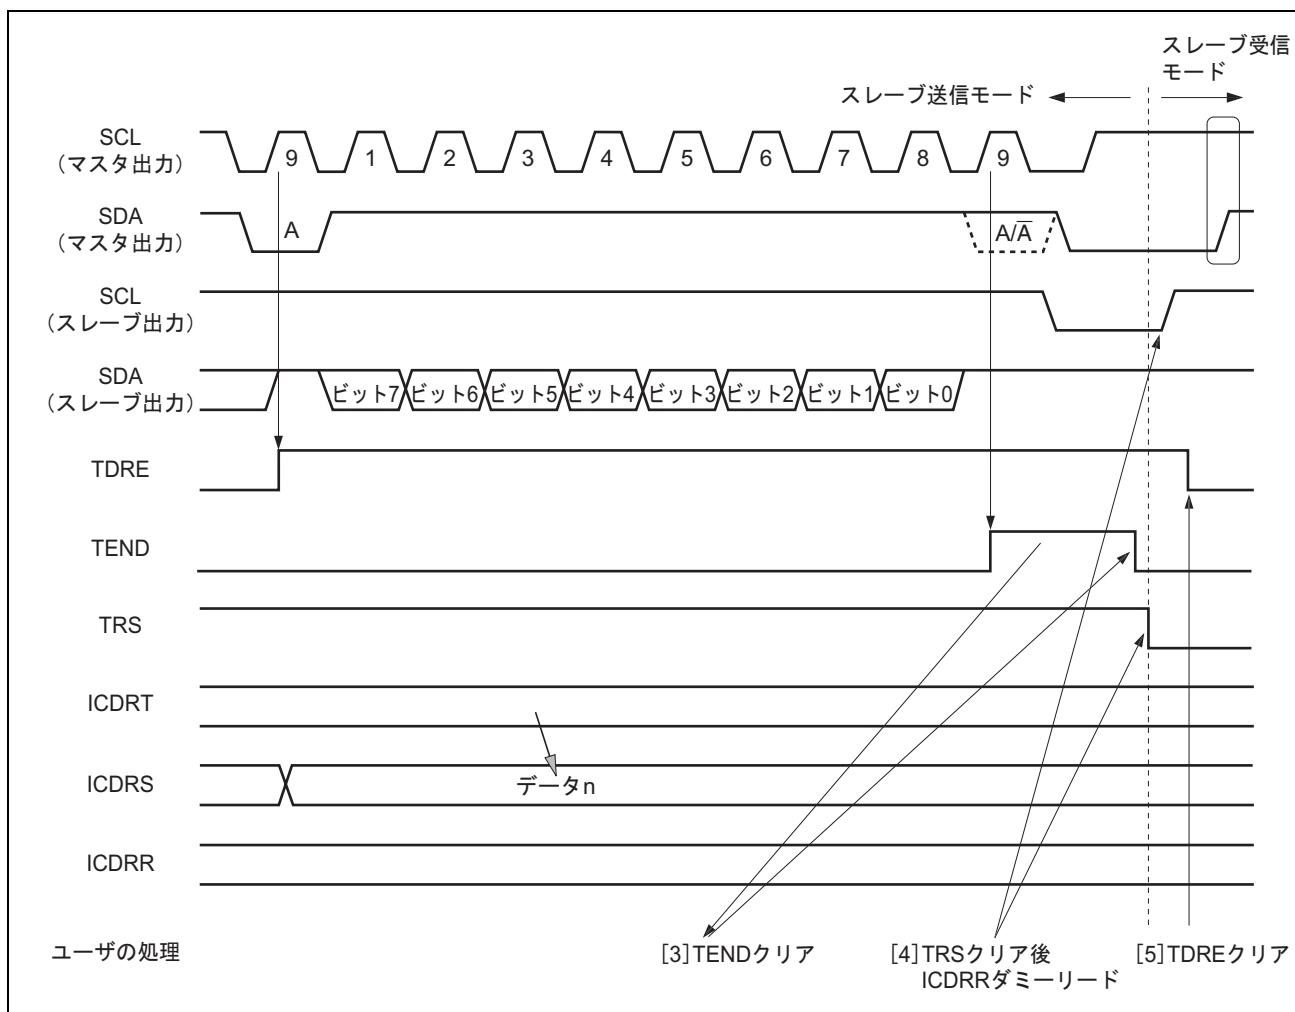 スレーブ受信
モード
スレーブ送信モード
SCL
（マスタ出力）
9 1 2 3 4 5 6 7 8 9
SDA
（マスタ出力）
A
A/A̅
SCL
（スレーブ出力）
SDA
（スレーブ出力）
ビット7 ビット6 ビット5 ビット4 ビット3 ビット2 ビット1 ビット0
TDRE
TEND
TRS
ICDRT
ICDRS
データn
ICDRR
ユーザの処理
[3]TENDクリア
[4]TRSクリア後
ICDRRダミーリード
[5]TDREクリア